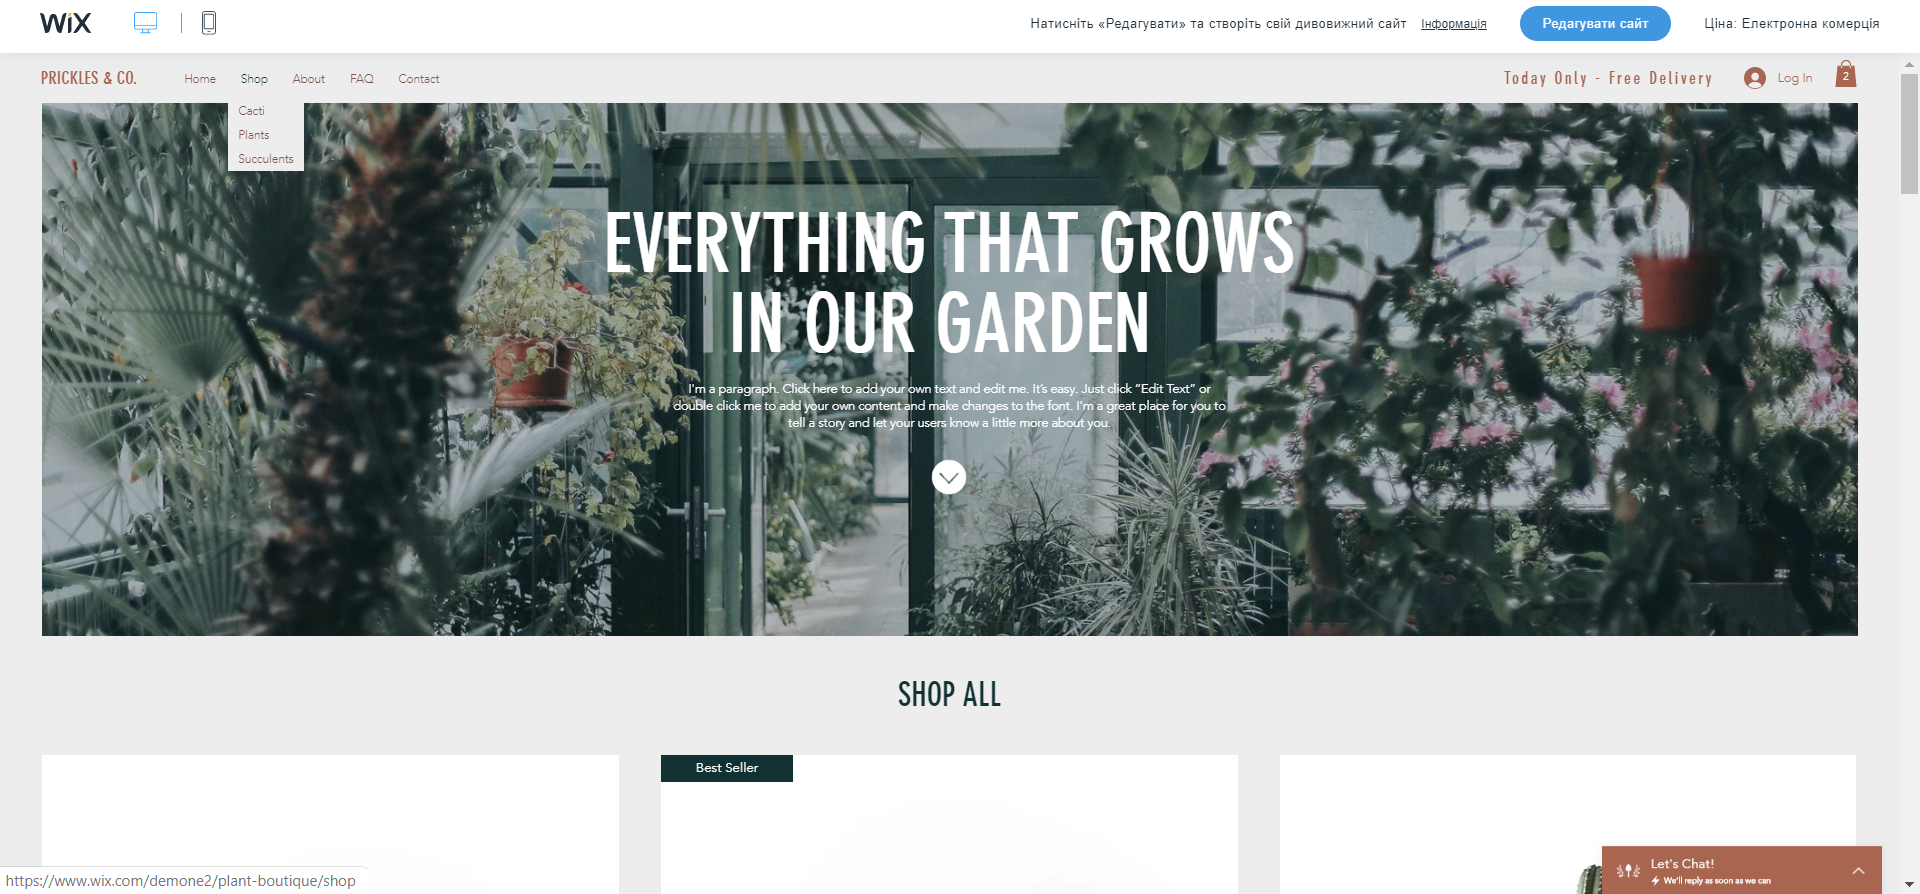 WiX
Натисніть «Редагувати» та створіть свій дивовижний сайт Інформація Редагувати сайт Ціна: Електронна комерція
PRICKLES & CO. Home Shop About FAQ Contact Today Only - Free Delivery Log In 2
Cacti
Plants
Succulents
EVERYTHING THAT GROWS
IN OUR GARDEN
I'm a paragraph. Click here to add your own text and edit me. It's easy. Just click “Edit Text” or
double click me to add your own content and make changes to the font. I'm a great place for you to
tell a story and let your users know a little more about you.
SHOP ALL
Best Seller
Let's Chat!
We'll reply as soon as we can
https://www.wix.com/demone2/plant-boutique/shop